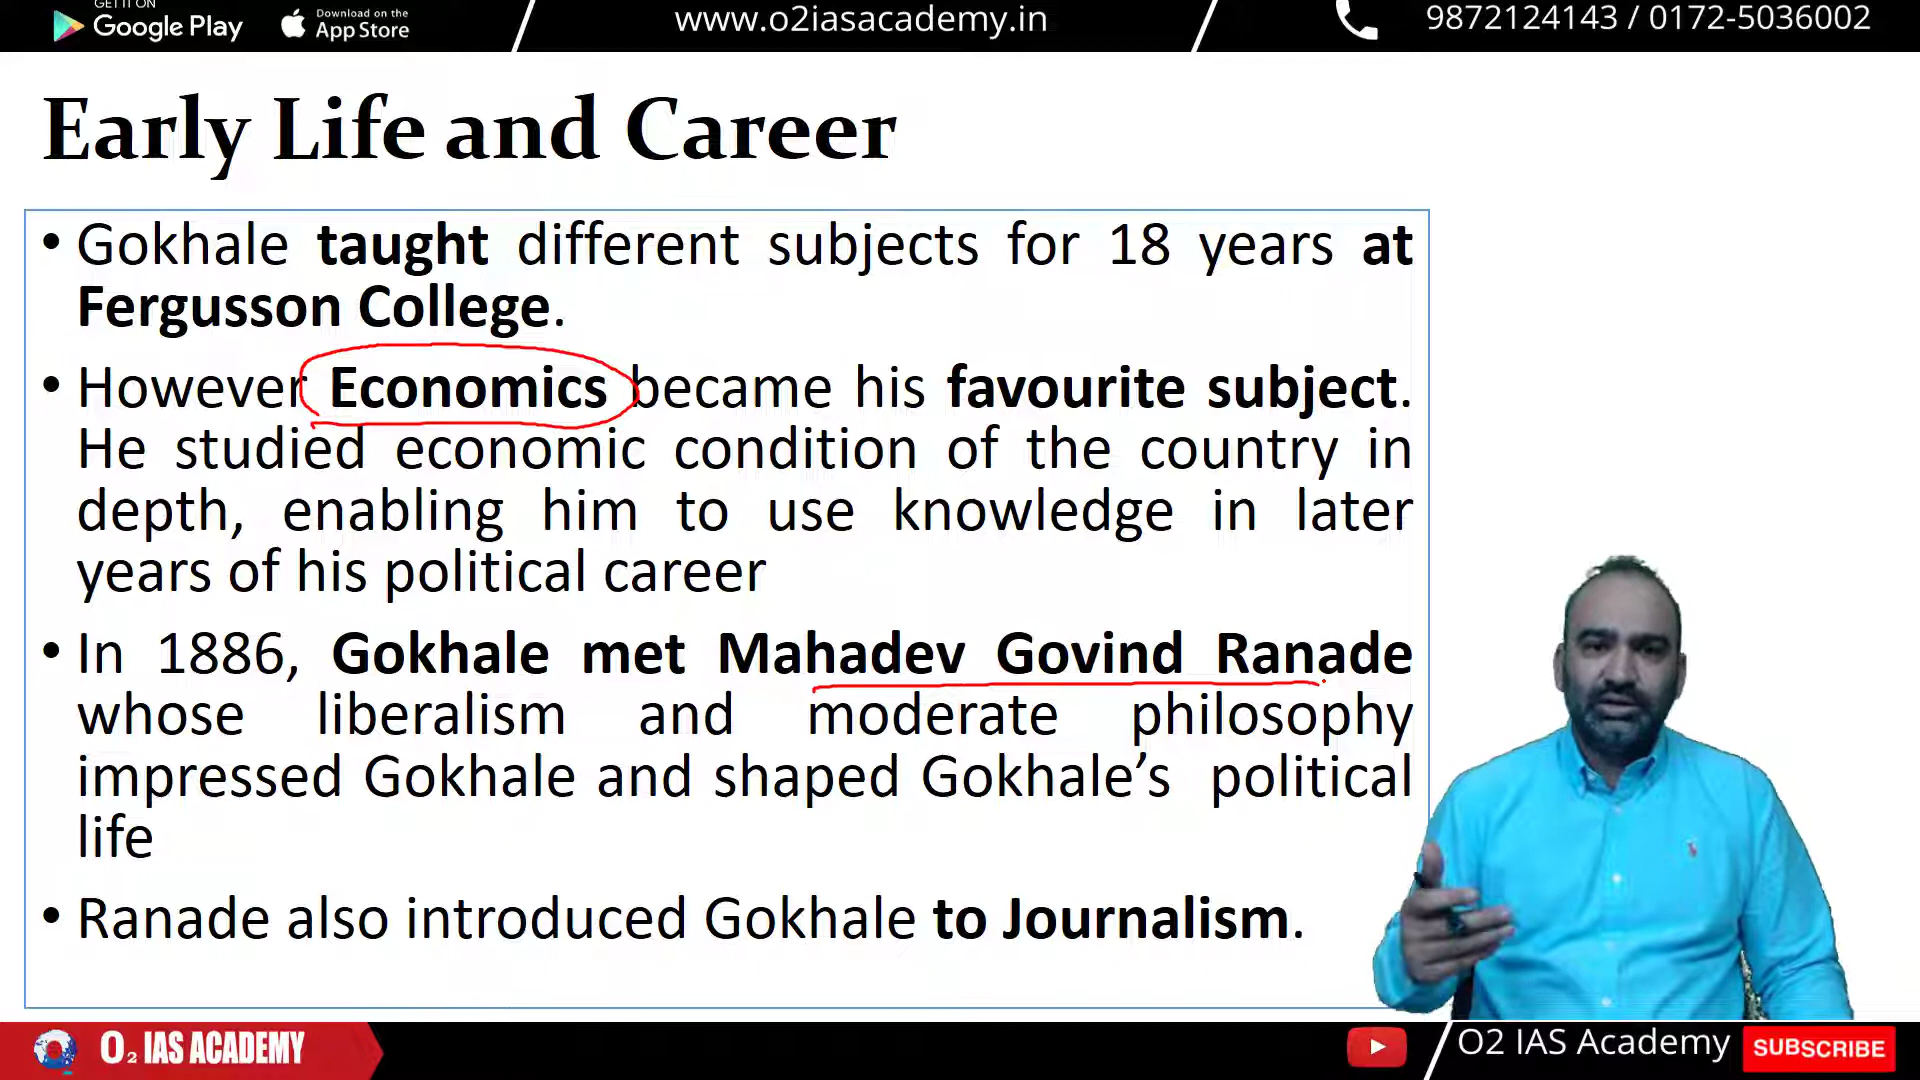 GET IT ON
Google Play
Download on the
App Store
www.o2iasacademy.in
9872124143 / 0172-5036002
Early Life and Career
• Gokhale taught different subjects for 18 years at
Fergusson College.
• However Economics became his favourite subject.
He studied economic condition of the country in
depth, enabling him to use knowledge in later
years of his political career
• In 1886, Gokhale met Mahadev Govind Ranade
whose liberalism and moderate philosophy
impressed Gokhale and shaped Gokhale’s political
life
• Ranade also introduced Gokhale to Journalism.
O2 IAS ACADEMY
O2 IAS Academy
SUBSCRIBE